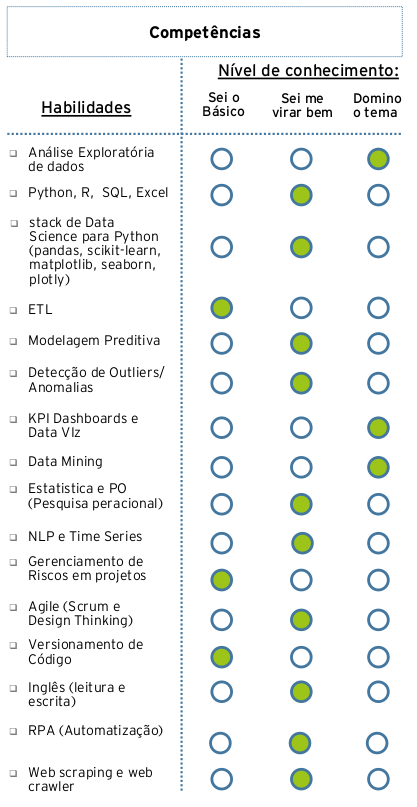 Competências
Nível de conhecimento:
Habilidades
Sei o
Básico
Sei me
virar bem
Domino
o tema
Análise Exploratória
de dados
Python, R, SQL, Excel
stack de Data
Science para Python
(pandas, scikit-learn,
matplotlib, seaborn,
plotly)
ETL
Modelagem Preditiva
Detecção de Outliers/
Anomalias
KPI Dashboards e
Data VIz
Data Mining
Estatistica e PO
(Pesquisa peracional)
NLP e Time Series
Gerenciamento de
Riscos em projetos
Agile (Scrum e
Design Thinking)
Versionamento de
Código
Inglês (leitura e
escrita)
RPA (Automatização)
Web scraping e web
crawler